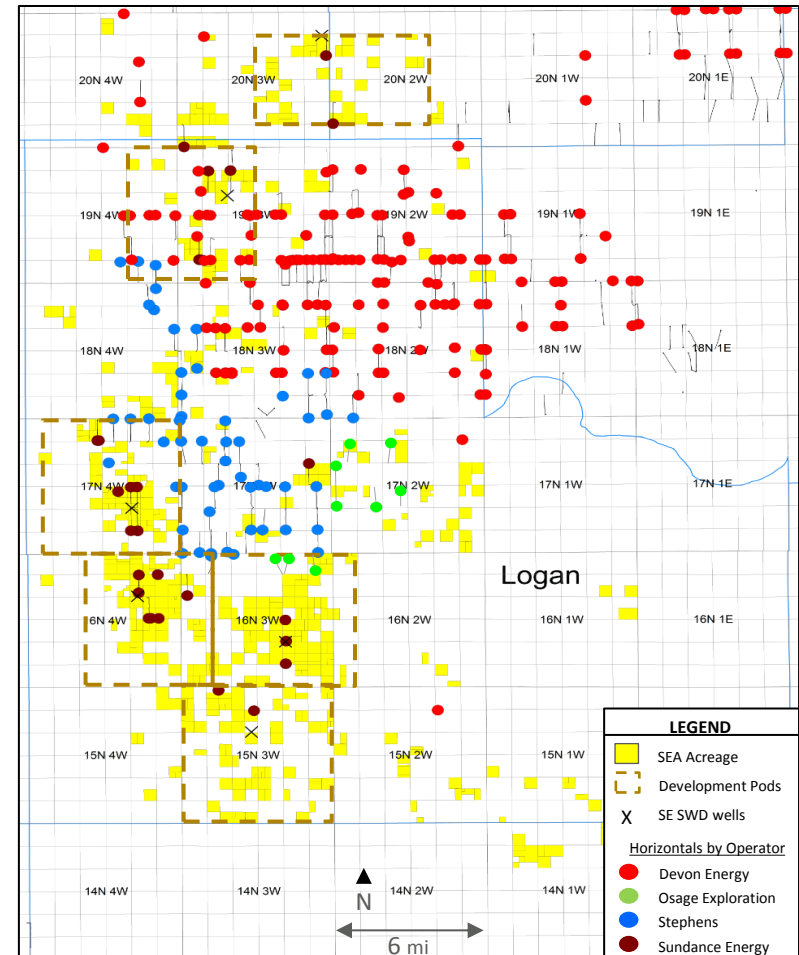 20N 4W
20N 3W
20N 2W
20N 1W
20N 1E
19N 4W
19N 2W
19N 1W
19N 1E
18N 4W
18N 3W
18N 2W
18N 1W
18N 1E
17N 4W
17N 2W
17N 1W
17N 1E
Logan
6N 4W
16N 3W
16N 2W
16N 1W
16N 1E
15N 4W
15N 3W
15N 2W
15N 1W
14N 4W
14N 3W
14N 2W
14N 1W
N
6 mi
LEGEND
SEA Acreage
Development Pods
X SE SWD wells
Horizontals by Operator
Devon Energy
Osage Exploration
Stephens
Sundance Energy